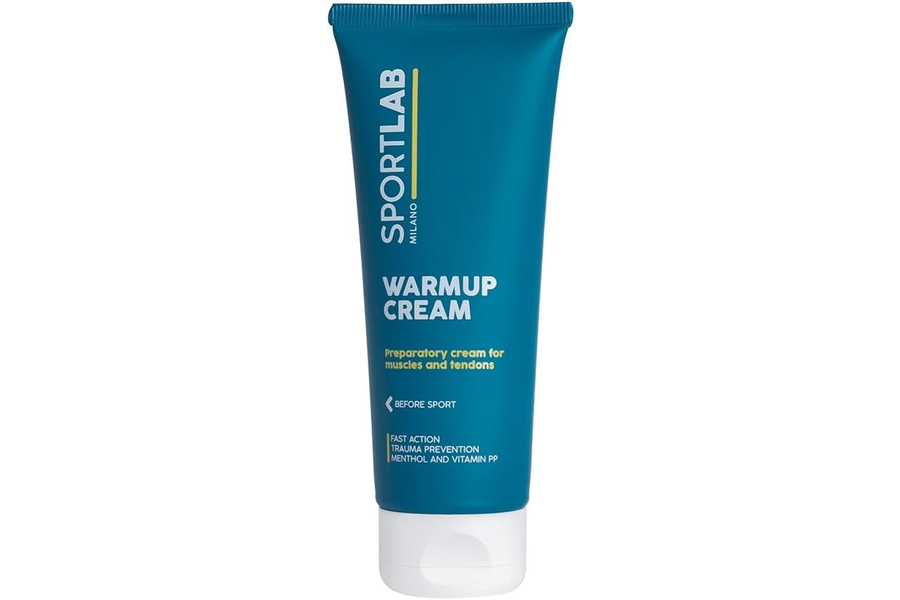 SPORTLAB
MILANO
WARMUP
CREAM
Preparatory cream for
muscles and tendons
BEFORE SPORT
FAST ACTION
TRAUMA PREVENTION
MENTHOL AND VITAMIN PP